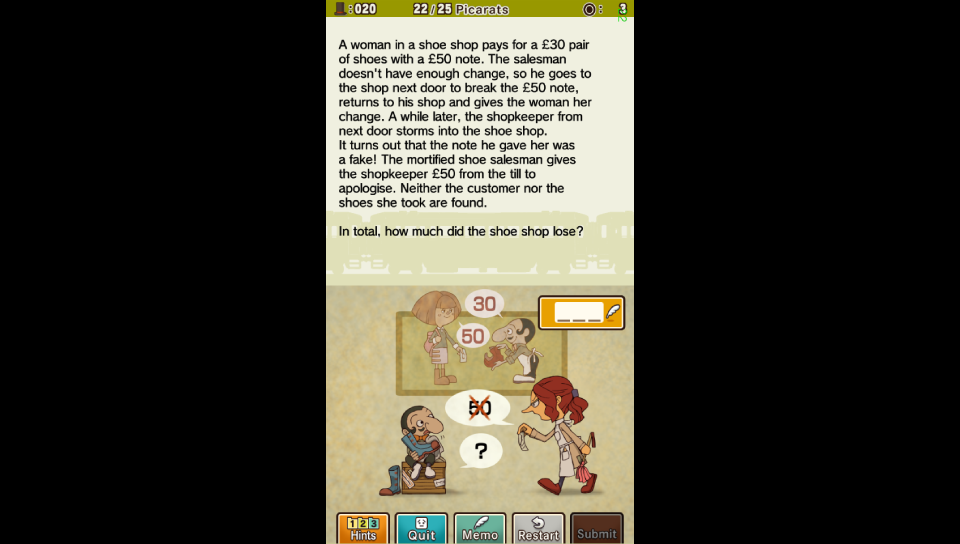 :020
22/25 Picarats
: 3
2
A woman in a shoe shop pays for a £30 pair
of shoes with a £50 note. The salesman
doesn't have enough change, so he goes to
the shop next door to break the £50 note,
returns to his shop and gives the woman her
change. A while later, the shopkeeper from
next door storms into the shoe shop.
It turns out that the note he gave her was
a fake! The mortified shoe salesman gives
the shopkeeper £50 from the till to
apologise. Neither the customer nor the
shoes she took are found.
In total, how much did the shoe shop lose?
30
50
50
?
1 2 3
Hints
Quit
Memo
Restart
Submit